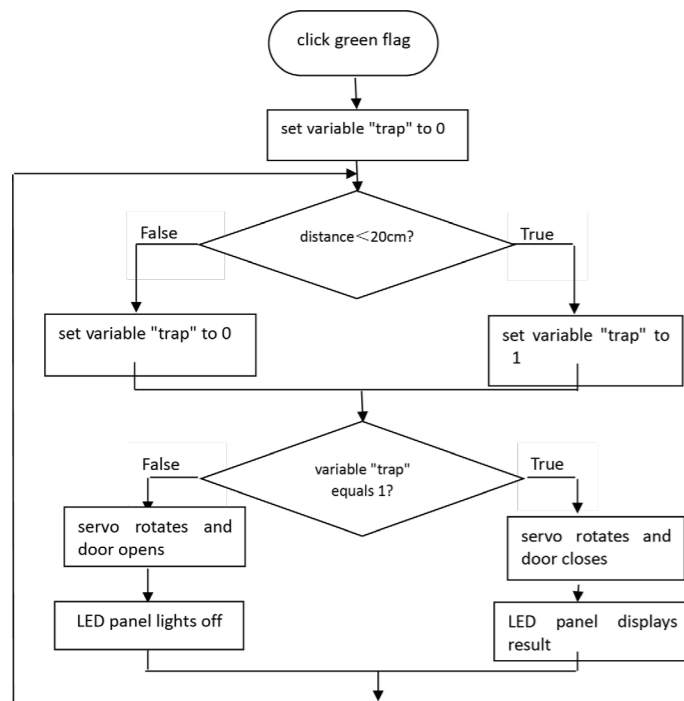 click green flag
set variable "trap" to 0
distance＜20cm?
False
True
set variable "trap" to 0
set variable "trap" to
1
variable "trap"
equals 1?
False
True
servo rotates and
door opens
servo rotates and
door closes
LED panel lights off
LED panel displays
result